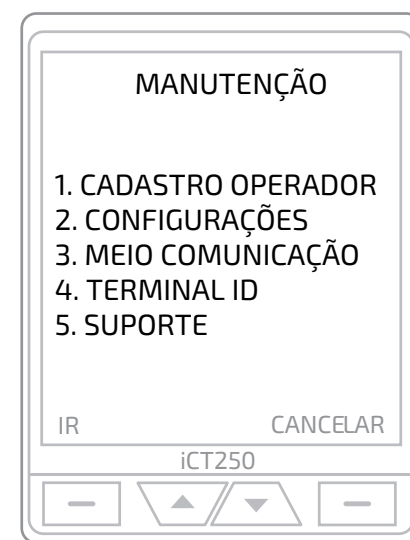 MANUTENÇÃO
1. CADASTRO OPERADOR
2. CONFIGURAÇÕES
3. MEIO COMUNICAÇÃO
4. TERMINAL ID
5. SUPORTE
IR CANCELAR
iCT250